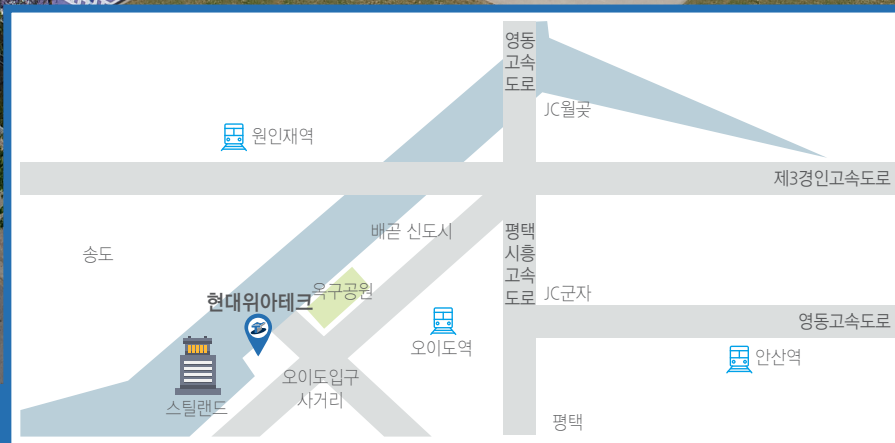 영동
고속
도로
JC월곶
원인재역
제3경인고속도로
배곧 신도시
송도
평택
시흥
고속
도로
JC군자
옥구공원
현대위아테크
영동고속도로
오이도역
안산역
오이도입구
사거리
스틸랜드
평택